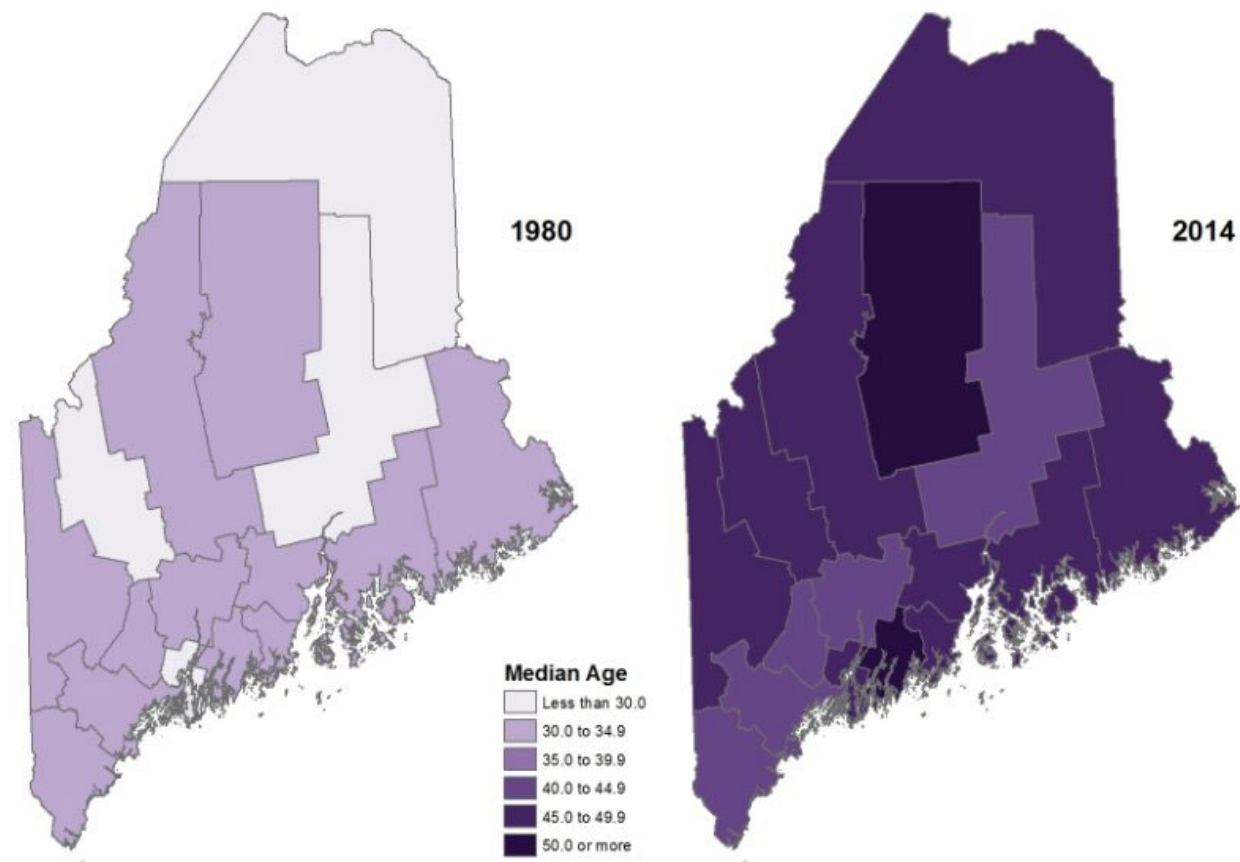 1980
2014
Median Age
Less than 30.0
30.0 to 34.9
35.0 to 39.9
40.0 to 44.9
45.0 to 49.9
50.0 or more